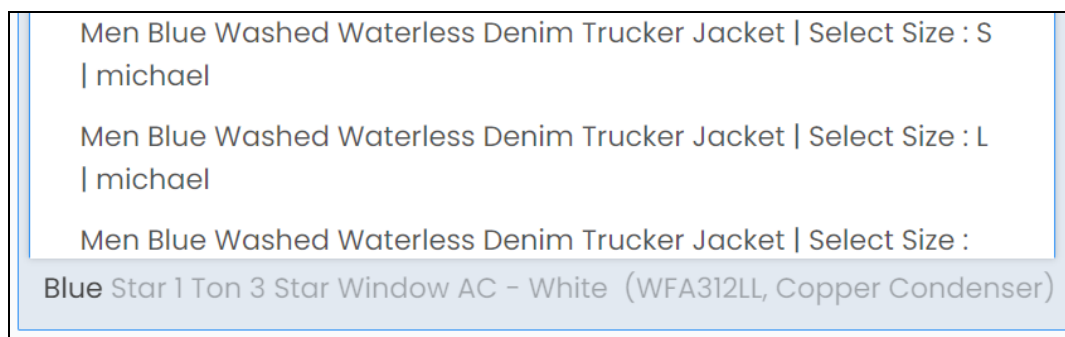 Men Blue Washed Waterless Denim Trucker Jacket | Select Size : S
| michael
Men Blue Washed Waterless Denim Trucker Jacket | Select Size : L
| michael
Men Blue Washed Waterless Denim Trucker Jacket | Select Size :
Blue Star 1 Ton 3 Star Window AC - White (WFA312LL, Copper Condenser)